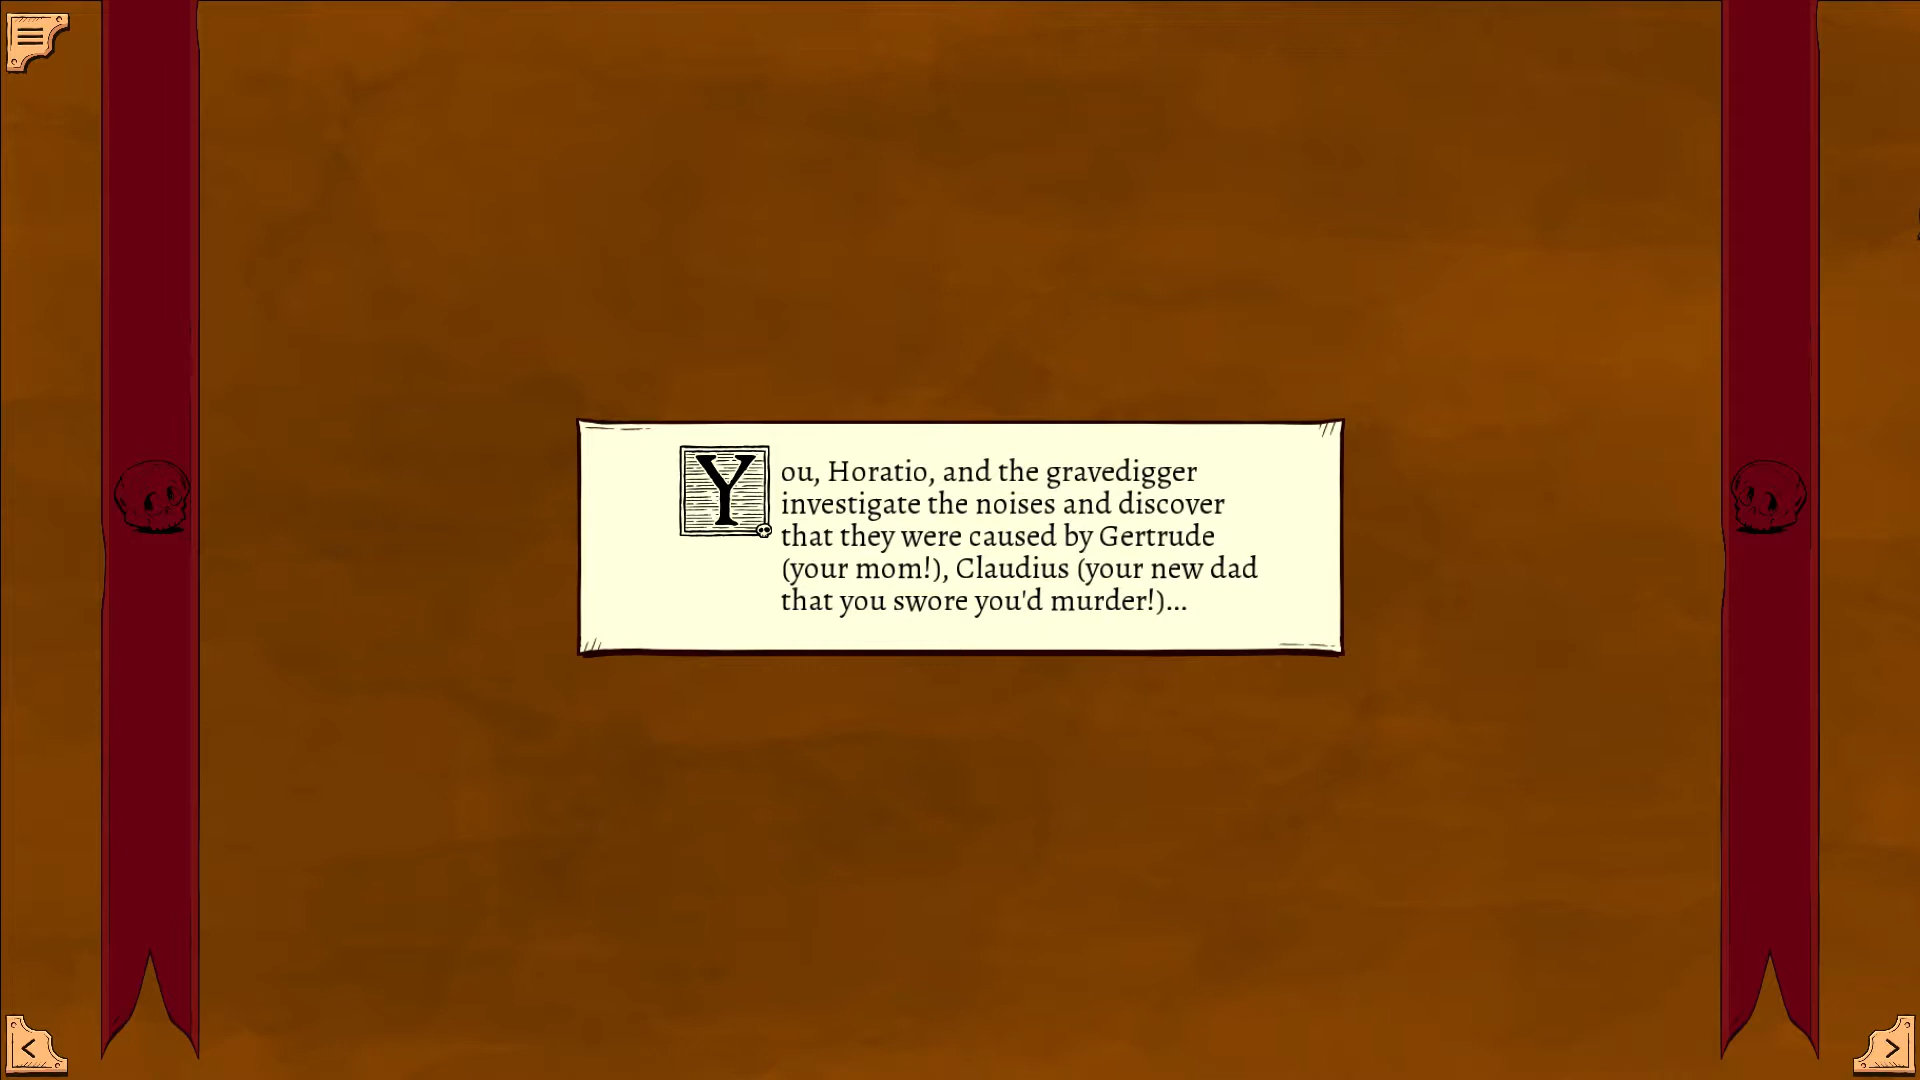 You, Horatio, and the gravedigger
investigate the noises and discover
that they were caused by Gertrude
(your mom!), Claudius (your new dad
that you swore you'd murder!)...